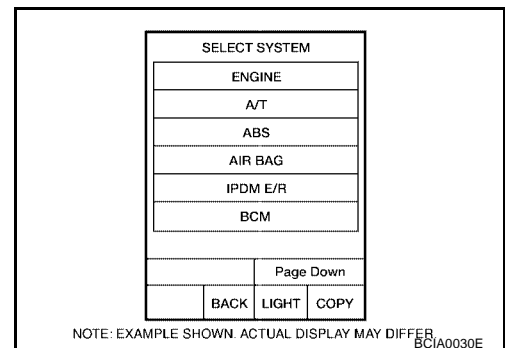 SELECT SYSTEM
ENGINE
A/T
ABS
AIR BAG
IPDM E/R
BCM
Page Down
BACK LIGHT COPY
NOTE: EXAMPLE SHOWN. ACTUAL DISPLAY MAY DIFFER
BCIA0030E